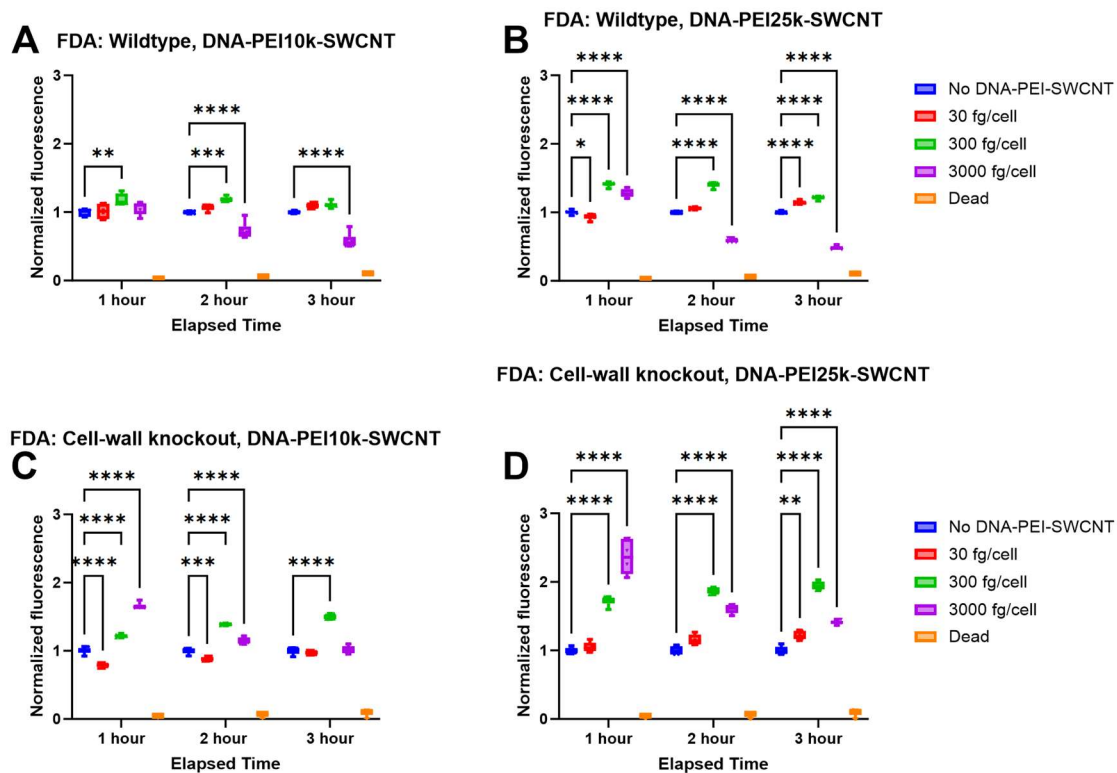 A
FDA: Wildtype, DNA-PEI10k-SWCNT
Normalized fluorescence
3
2
1
0
**
****
***
****
1 hour
2 hour
3 hour
Elapsed Time
B
FDA: Wildtype, DNA-PEI25k-SWCNT
Normalized fluorescence
3
2
1
0
****
****
*
****
****
****
****
****
1 hour
2 hour
3 hour
Elapsed Time
No DNA-PEI-SWCNT
30 fg/cell
300 fg/cell
3000 fg/cell
Dead
FDA: Cell-wall knockout, DNA-PEI10k-SWCNT
C
Normalized fluorescence
3
2
1
0
****
****
****
****
****
***
****
1 hour
2 hour
3 hour
Elapsed Time
FDA: Cell-wall knockout, DNA-PEI25k-SWCNT
D
Normalized fluorescence
3
2
1
0
****
****
****
****
****
****
**
1 hour
2 hour
3 hour
Elapsed Time
No DNA-PEI-SWCNT
30 fg/cell
300 fg/cell
3000 fg/cell
Dead